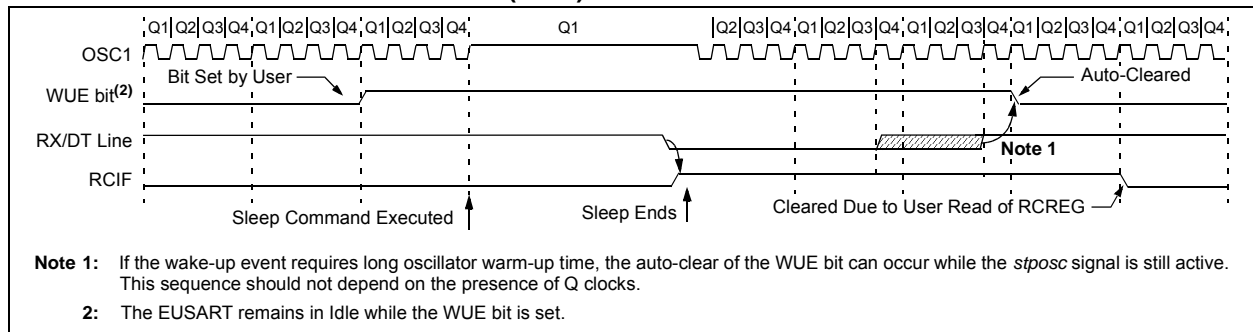 Q1 Q2 Q3 Q4 Q1 Q2 Q3 Q4 Q1 Q2 Q3 Q4 Q1 Q2 Q3 Q4 Q1 Q2 Q3 Q4 Q1 Q2 Q3 Q4 Q1 Q2 Q3 Q4 Q1 Q2 Q3 Q4
OSC1
Bit Set by User Auto-Cleared
WUE bit(2)
RX/DT Line
Note 1
RCIF
Sleep Command Executed Sleep Ends Cleared Due to User Read of RCREG
Note 1: If the wake-up event requires long oscillator warm-up time, the auto-clear of the WUE bit can occur while the stposc signal is still active.
This sequence should not depend on the presence of Q clocks.
2: The EUSART remains in Idle while the WUE bit is set.